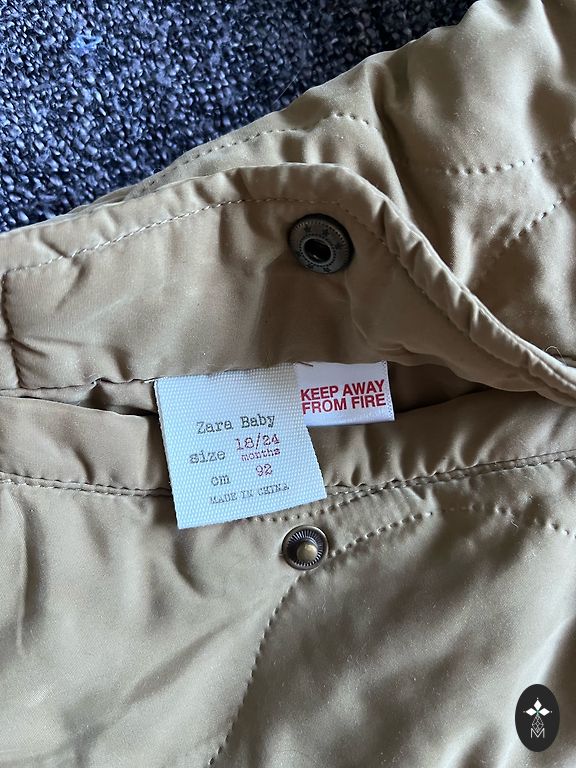 Zara Baby
size 18/24
months
cm 92
MADE IN CHINA
KEEP AWAY
FROM FIRE
M